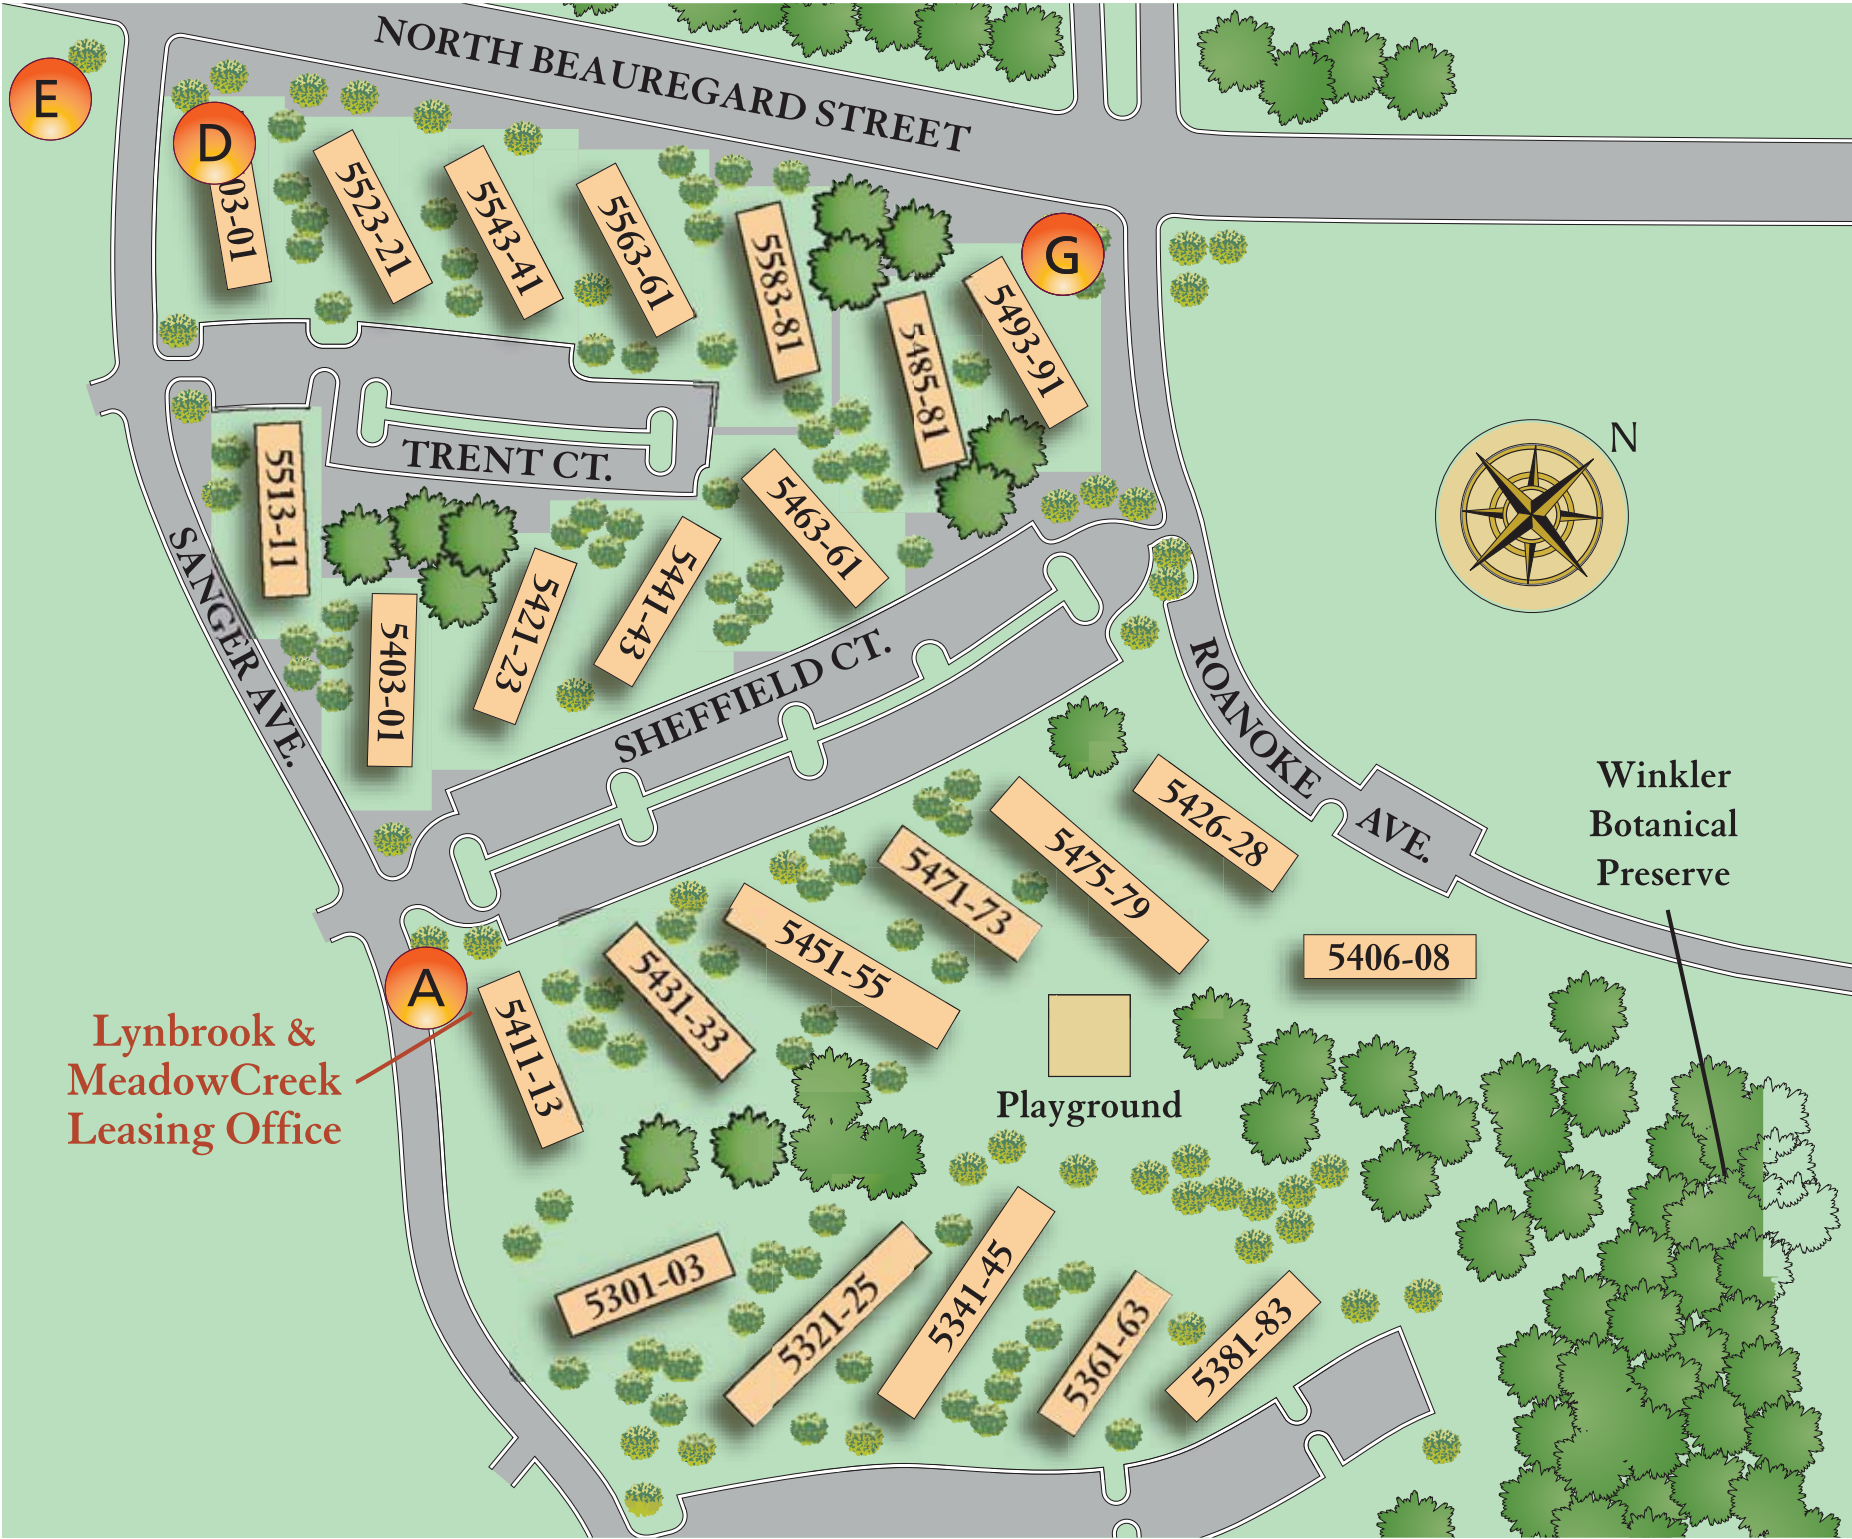 NORTH BEAUREGARD STREET
E
D
03-01
5523-21
5543-41
5563-61
5583-81
G
5485-81
5493-91
TRENT CT.
5513-11
5463-61
N
SANGER AVE.
5403-01
5421-23
5441-43
SHEFFIELD CT.
ROANOKE AVE.
Winkler
Botanical
Preserve
5426-28
5475-79
5471-73
5451-55
5431-33
5406-08
A
5411-13
Lynbrook &
MeadowCreek
Leasing Office
Playground
5301-03
5321-25
5341-45
5361-63
5381-83